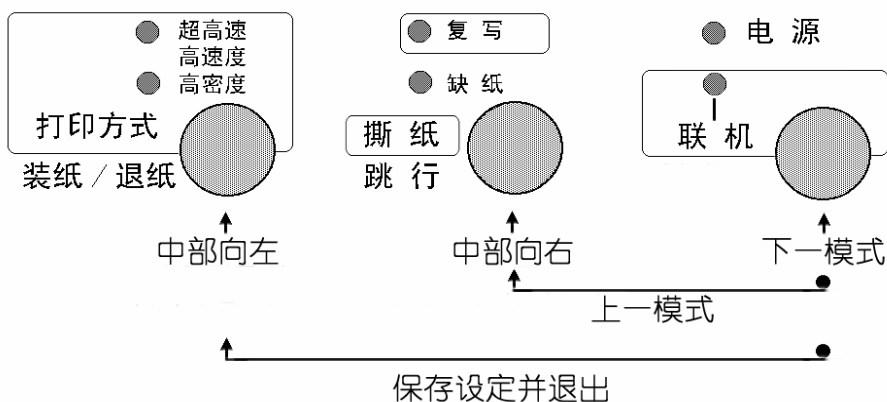 超高速
高速度
高密度
打印方式
装纸／退纸
复写
缺纸
撕纸
跳行
电源
联机
中部向左
中部向右
下一模式
上一模式
保存设定并退出